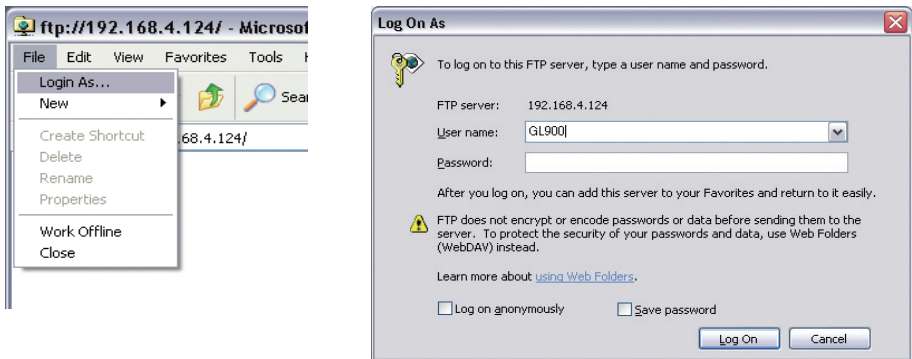 ftp://192.168.4.124/ - Microsof
File Edit View Favorites Tools
Login As...
New
Sear
Create Shortcut
.68.4.124/
Delete
Rename
Properties
Work Offline
Close
Log On As
To log on to this FTP server, type a user name and password.
FTP server: 192.168.4.124
User name: GL900
Password:
After you log on, you can add this server to your Favorites and return to it easily.
FTP does not encrypt or encode passwords or data before sending them to the
server. To protect the security of your passwords and data, use Web Folders
(WebDAV) instead.
Learn more about using Web Folders.
Log on anonymously Save password
Log On Cancel